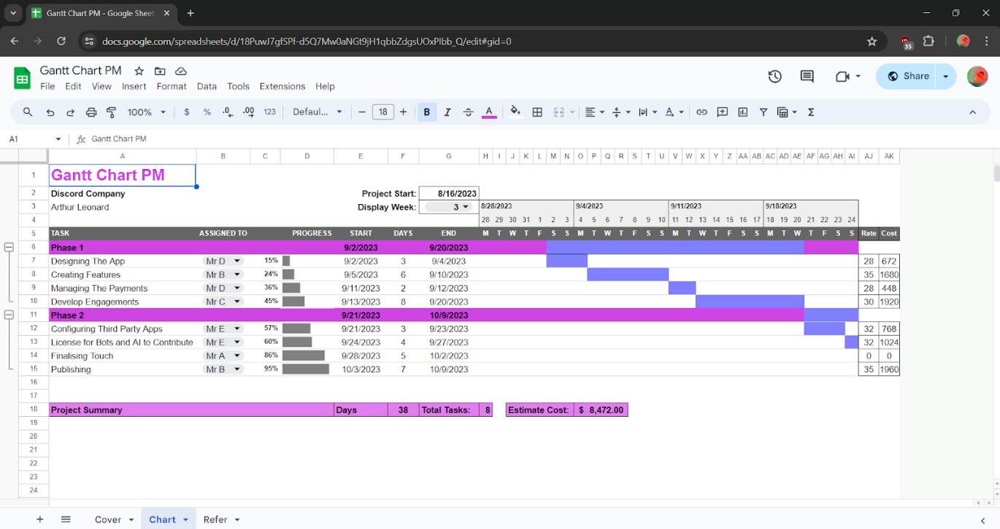 Gantt Chart PM - Google Sheet
docs.google.com/spreadsheets/d/18PuwJ7gfSPf-d5Q7Mw0aNGt9jH1qbbZdgsUOxPlbb_Q/edit#gid=0
35
Gantt Chart PM
File Edit View Insert Format Data Tools Extensions Help
Share
100% $ % .0 .00 123 Defaul... 18 B I A
A1 fx Gantt Chart PM
A B C D E F G H I J K L M N O P Q R S T U V W X Y Z AA AB AC AD AE AF AG AH AI AJ AK
1 Gantt Chart PM
2 Discord Company Project Start: 8/16/2023
3 Arthur Leonard Display Week: 3 8/28/2023 9/4/2023 9/11/2023 9/18/2023
4 28 29 30 31 1 2 3 4 5 6 7 8 9 10 11 12 13 14 15 16 17 18 19 20 21 22 23 24
5 TASK ASSIGNED TO PROGRESS START DAYS END M T W T F S S M T W T F S S M T W T F S S M T W T F S S Rate Cost
6 Phase 1 9/2/2023 9/20/2023
7 Designing The App Mr D 15% 9/2/2023 3 9/4/2023 28 672
8 Creating Features Mr B 24% 9/5/2023 6 9/10/2023 35 1680
9 Managing The Payments Mr D 36% 9/11/2023 2 9/12/2023 28 448
10 Develop Engagements Mr C 45% 9/13/2023 8 9/20/2023 30 1920
11 Phase 2 9/21/2023 10/9/2023
12 Configuring Third Party Apps Mr E 57% 9/21/2023 3 9/23/2023 32 768
13 License for Bots and AI to Contribute Mr E 60% 9/24/2023 4 9/27/2023 32 1024
14 Finalising Touch Mr A 86% 9/28/2023 5 10/2/2023 0 0
15 Publishing Mr B 95% 10/3/2023 7 10/9/2023 35 1960
16
17
18 Project Summary Days 38 Total Tasks: 8 Estimate Cost: $ 8,472.00
19
20
21
22
23
24
Cover Chart Refer